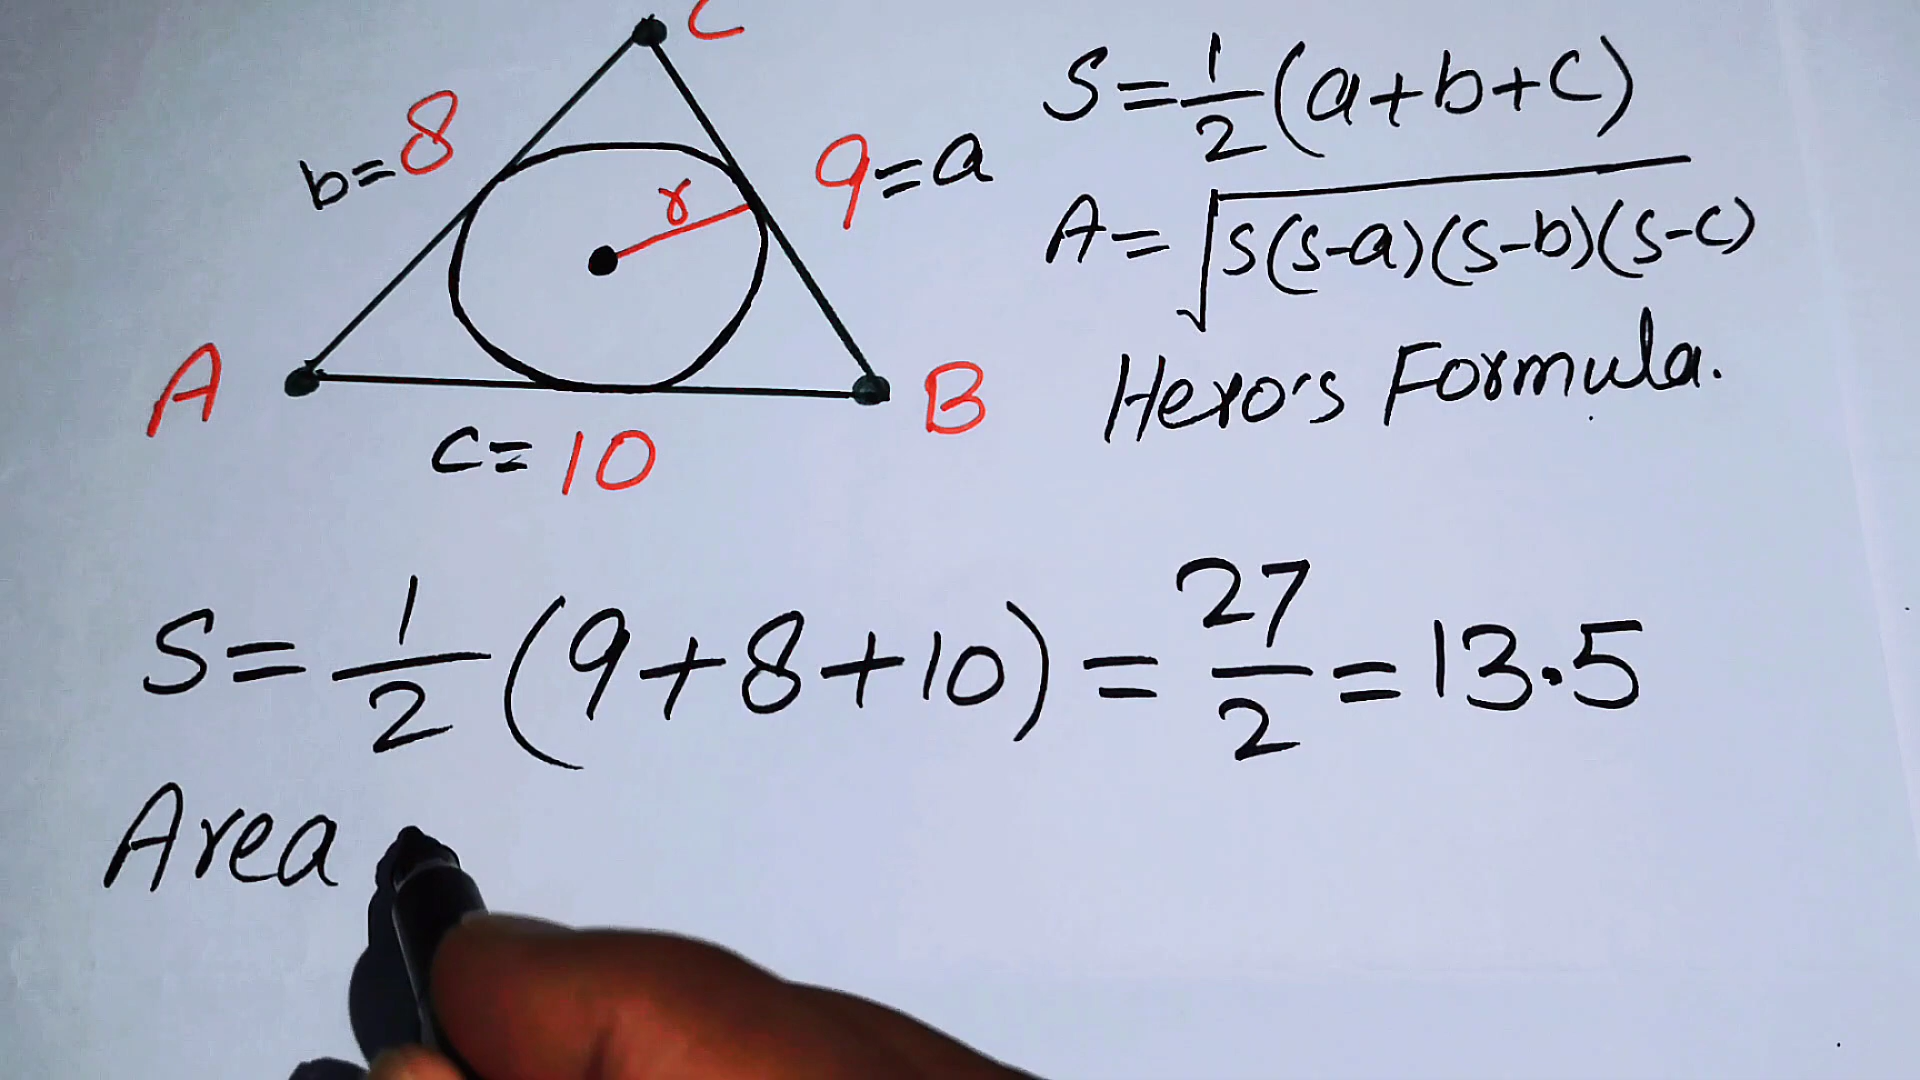 C
b=8
r
9=a
A
B
c=10
S=1/2(a+b+c)
A=√s(s-a)(s-b)(s-c)
Hero's Formula.
S=1/2(9+8+10)=27/2=13.5
Area